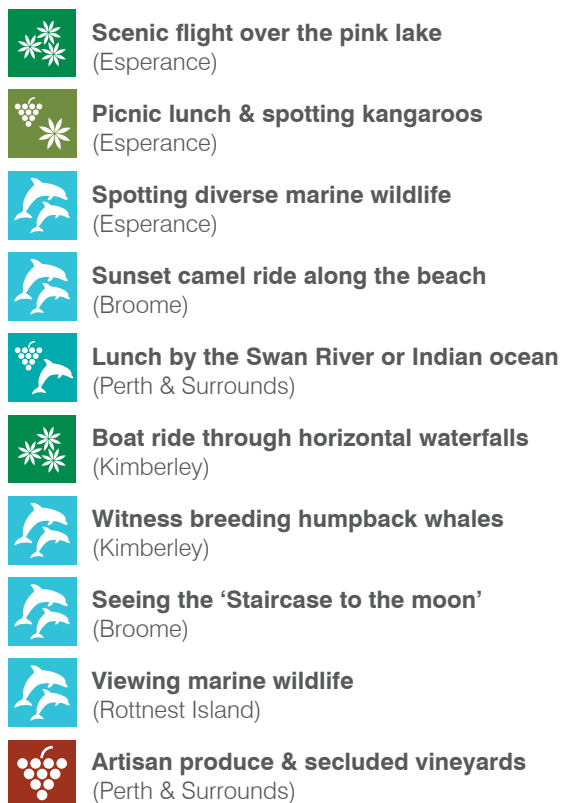 Scenic flight over the pink lake
(Esperance)
Picnic lunch & spotting kangaroos
(Esperance)
Spotting diverse marine wildlife
(Esperance)
Sunset camel ride along the beach
(Broome)
Lunch by the Swan River or Indian ocean
(Perth & Surrounds)
Boat ride through horizontal waterfalls
(Kimberley)
Witness breeding humpback whales
(Kimberley)
Seeing the ‘Staircase to the moon’
(Broome)
Viewing marine wildlife
(Rottnest Island)
Artisan produce & secluded vineyards
(Perth & Surrounds)